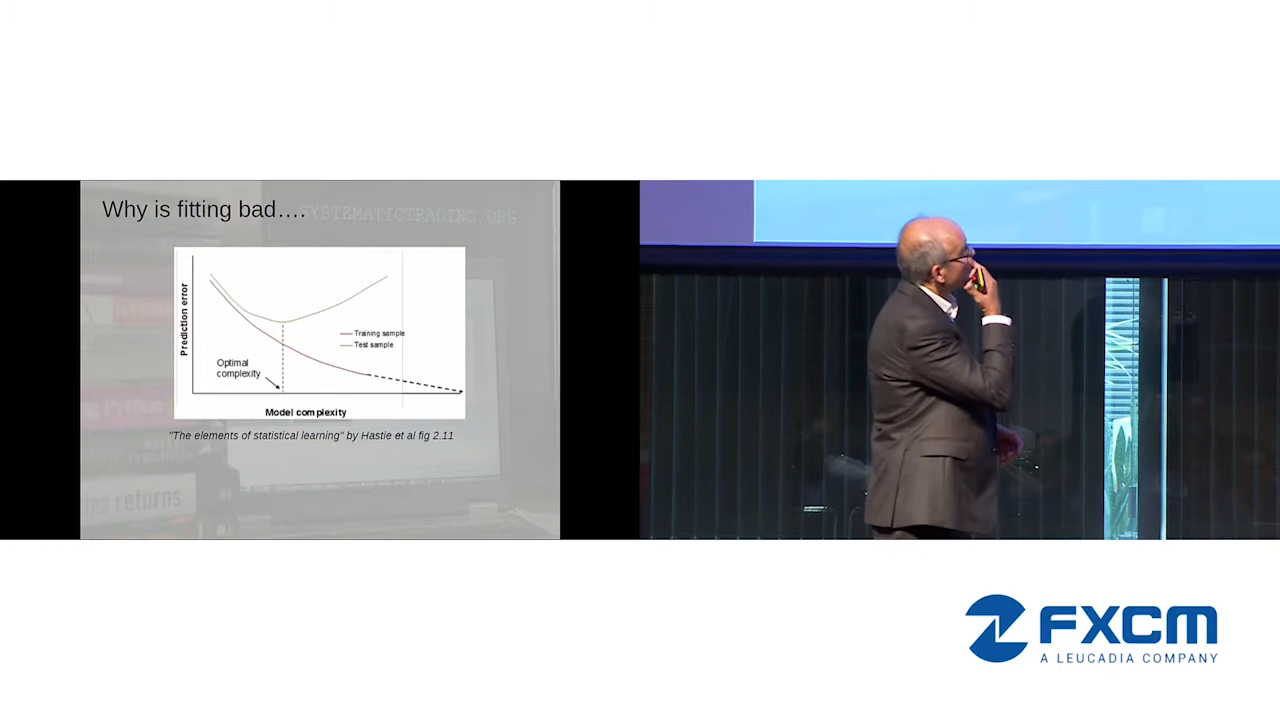 Why is fitting bad….
SYSTEMATICTRADING.ORG
Prediction error
Training sample
Test sample
Optimal
complexity
Model complexity
"The elements of statistical learning" by Hastie et al fig 2.11
returns
FXCM
A LEUCADIA COMPANY